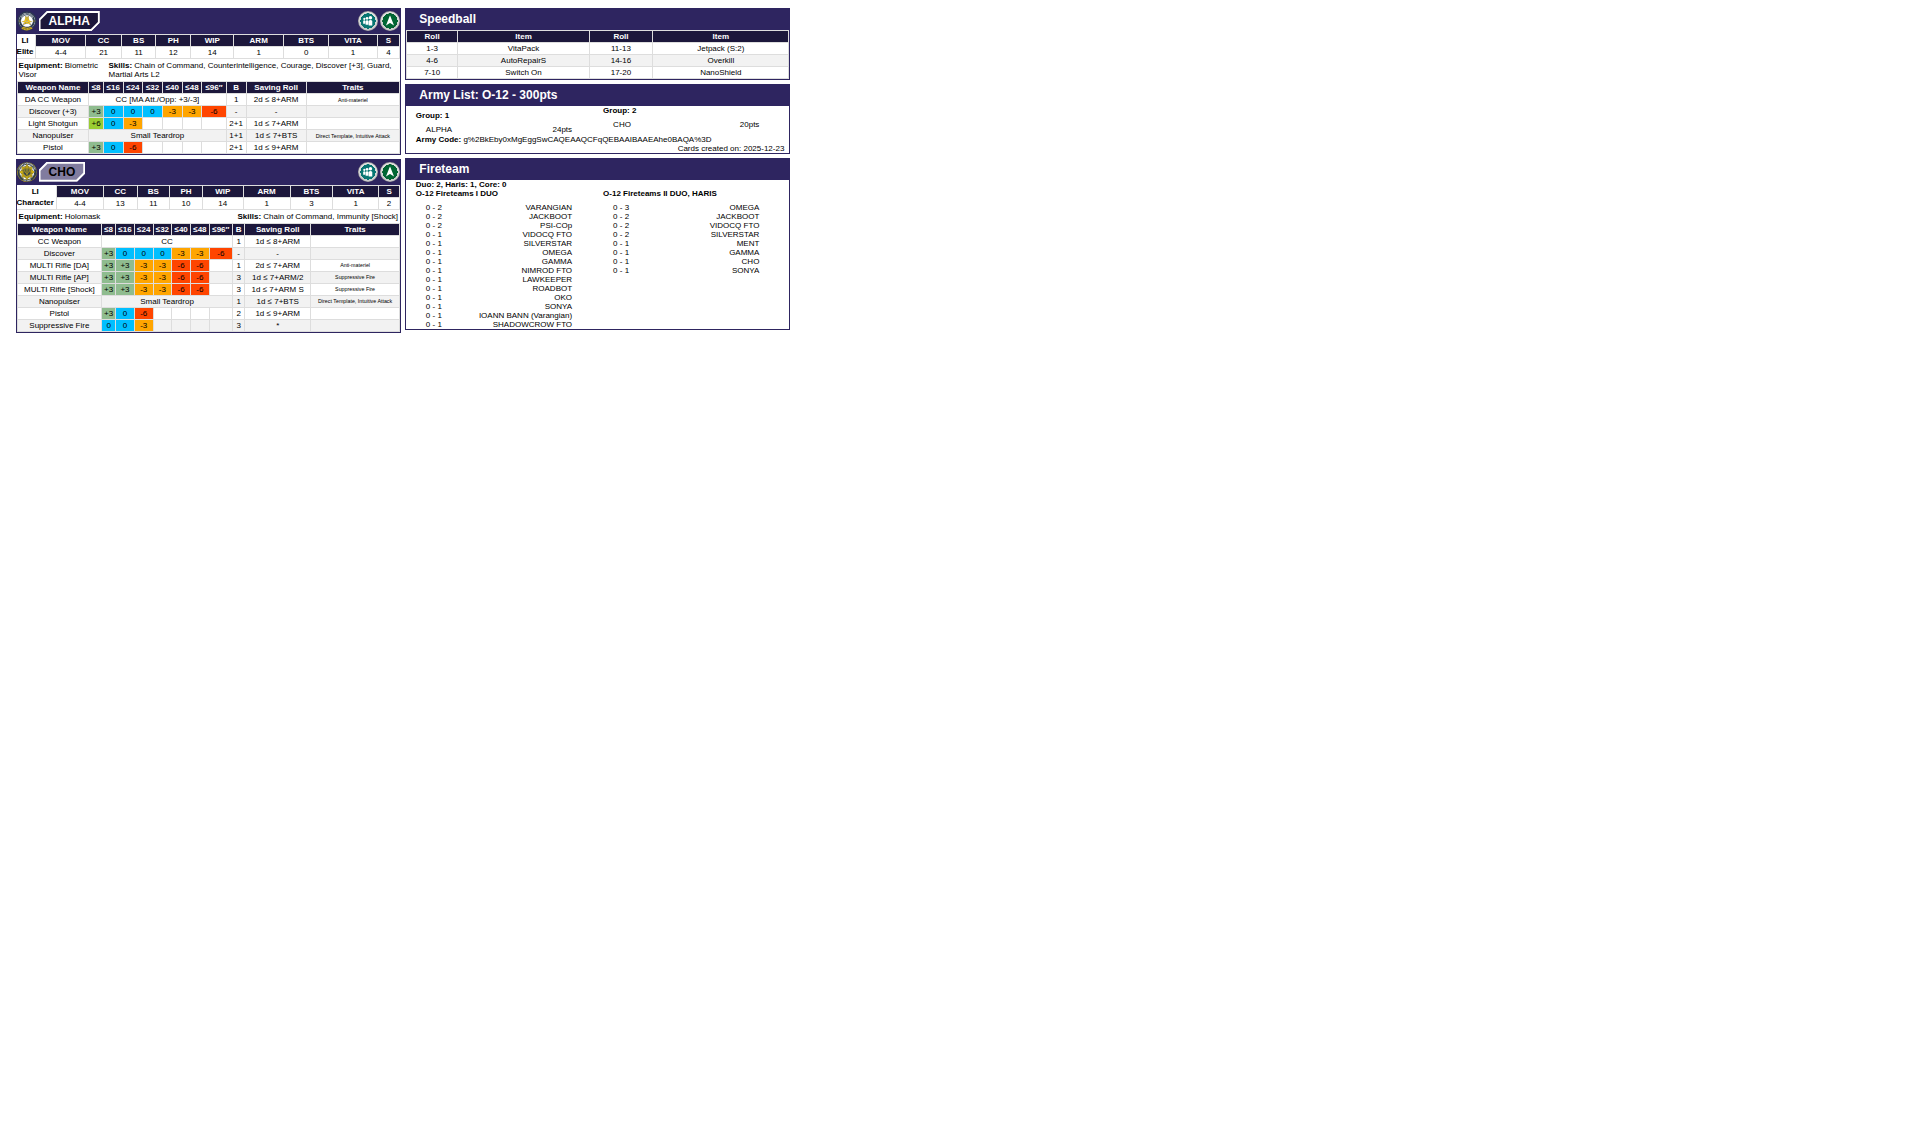 ALPHA
LI MOV CC BS PH WIP ARM BTS VITA S
Elite 4-4 21 11 12 14 1 0 1 4
Equipment: Biometric Visor
Skills: Chain of Command, Counterintelligence, Courage, Discover [+3], Guard, Martial Arts L2
Weapon Name ≤8 ≤16 ≤24 ≤32 ≤40 ≤48 ≤96" B Saving Roll Traits
DA CC Weapon CC [MA Att./Opp: +3/-3] 1 2d ≤ 8+ARM Anti-materiel
Discover (+3) +3 0 0 0 -3 -3 -6 - -
Light Shotgun +6 0 -3 2+1 1d ≤ 7+ARM
Nanopulser Small Teardrop 1+1 1d ≤ 7+BTS Direct Template, Intuitive Attack
Pistol +3 0 -6 2+1 1d ≤ 9+ARM
CHO
LI MOV CC BS PH WIP ARM BTS VITA S
Character 4-4 13 11 10 14 1 3 1 2
Equipment: Holomask Skills: Chain of Command, Immunity [Shock]
Weapon Name ≤8 ≤16 ≤24 ≤32 ≤40 ≤48 ≤96" B Saving Roll Traits
CC Weapon CC 1 1d ≤ 8+ARM
Discover +3 0 0 0 -3 -3 -6 - -
MULTI Rifle [DA] +3 +3 -3 -3 -6 -6 1 2d ≤ 7+ARM Anti-materiel
MULTI Rifle [AP] +3 +3 -3 -3 -6 -6 3 1d ≤ 7+ARM/2 Suppressive Fire
MULTI Rifle [Shock] +3 +3 -3 -3 -6 -6 3 1d ≤ 7+ARM S Suppressive Fire
Nanopulser Small Teardrop 1 1d ≤ 7+BTS Direct Template, Intuitive Attack
Pistol +3 0 -6 2 1d ≤ 9+ARM
Suppressive Fire 0 0 -3 3 *
Speedball
Roll Item Roll Item
1-3 VitaPack 11-13 Jetpack (S:2)
4-6 AutoRepairS 14-16 Overkill
7-10 Switch On 17-20 NanoShield
Army List: O-12 - 300pts
Group: 1
ALPHA 24pts
Group: 2
CHO 20pts
Army Code: g%2BkEby0xMgEggSwCAQEAAQCFqQEBAAIBAAEAhe0BAQA%3D
Cards created on: 2025-12-23
Fireteam
Duo: 2, Haris: 1, Core: 0
O-12 Fireteams I DUO
0 - 2 VARANGIAN
0 - 2 JACKBOOT
0 - 2 PSI-COp
0 - 1 VIDOCQ FTO
0 - 1 SILVERSTAR
0 - 1 OMEGA
0 - 1 GAMMA
0 - 1 NIMROD FTO
0 - 1 LAWKEEPER
0 - 1 ROADBOT
0 - 1 OKO
0 - 1 SONYA
0 - 1 IOANN BANN (Varangian)
0 - 1 SHADOWCROW FTO
O-12 Fireteams II DUO, HARIS
0 - 3 OMEGA
0 - 2 JACKBOOT
0 - 2 VIDOCQ FTO
0 - 2 SILVERSTAR
0 - 1 MENT
0 - 1 GAMMA
0 - 1 CHO
0 - 1 SONYA